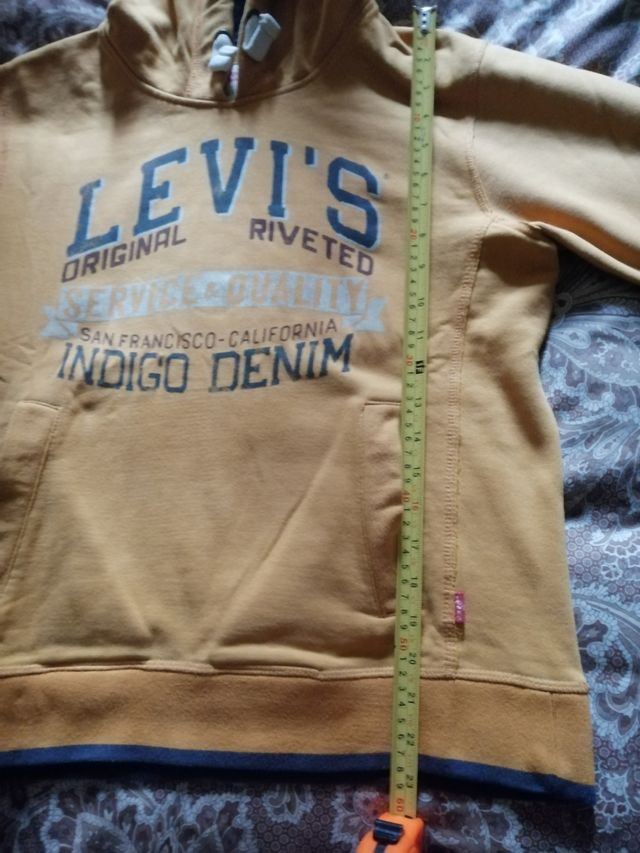 LEVI'S
ORIGINAL RIVETED
SERVICE & QUALITY
SAN FRANCISCO-CALIFORNIA
INDIGO DENIM